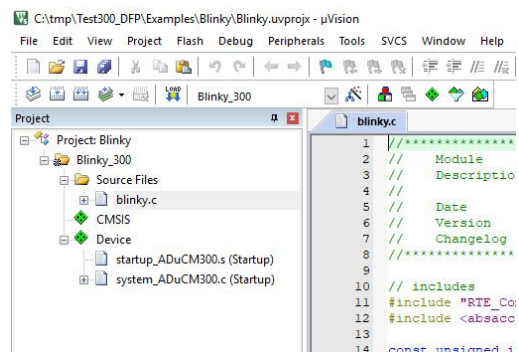 C:\tmp\Test300_DFP\Examples\Blinky\Blinky.uvprojx - µVision
File Edit View Project Flash Debug Peripherals Tools SVCS Window Help
LOAD Blinky_300
Project
blinky.c
Project: Blinky
Blinky_300
Source Files
blinky.c
CMSIS
Device
startup_ADuCM300.s (Startup)
system_ADuCM300.c (Startup)
1 //***************
2 // Module
3 // Descriptio
4 //
5 // Date
6 // Version
7 // Changelog
8 //***************
9
10 // includes
11 #include "RTE_Co
12 #include <absacc
13
14 const unsigned i